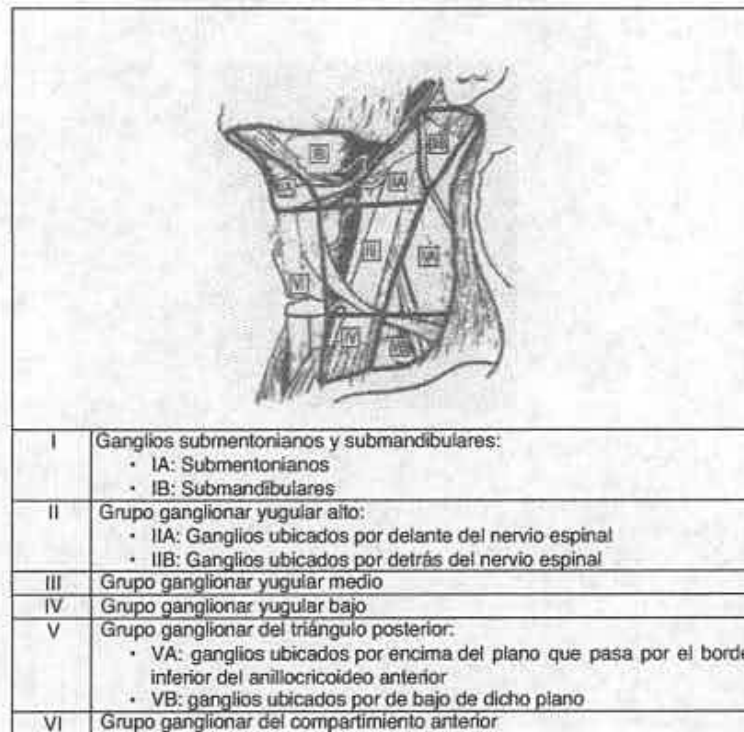 IB
IIB
IA
IIA
III
VA
VI
IV
VB
I Ganglios submentonianos y submandibulares:
• IA: Submentonianos
• IB: Submandibulares
II Grupo ganglionar yugular alto:
• IIA: Ganglios ubicados por delante del nervio espinal
• IIB: Ganglios ubicados por detrás del nervio espinal
III Grupo ganglionar yugular medio
IV Grupo ganglionar yugular bajo
V Grupo ganglionar del triángulo posterior:
• VA: ganglios ubicados por encima del plano que pasa por el borde
inferior del anillocricoideo anterior
• VB: ganglios ubicados por de bajo de dicho plano
VI Grupo ganglionar del compartimiento anterior